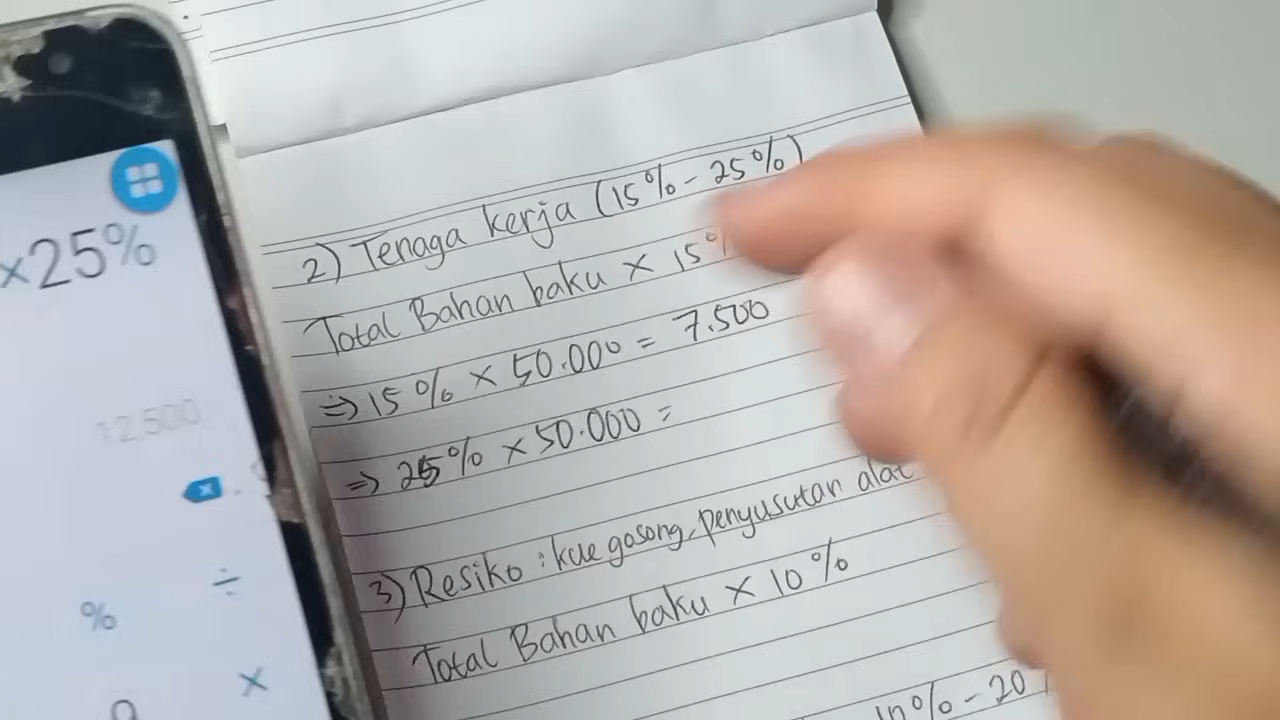 ×25%
12.500
%
÷
×
2) Tenaga kerja (15% - 25%)
Total Bahan baku × 15%
⇒ 15% × 50.000 = 7.500
⇒ 25% × 50.000 =
3) Resiko : kue gosong, penyusutan alat
Total Bahan baku × 10%
10% - 20